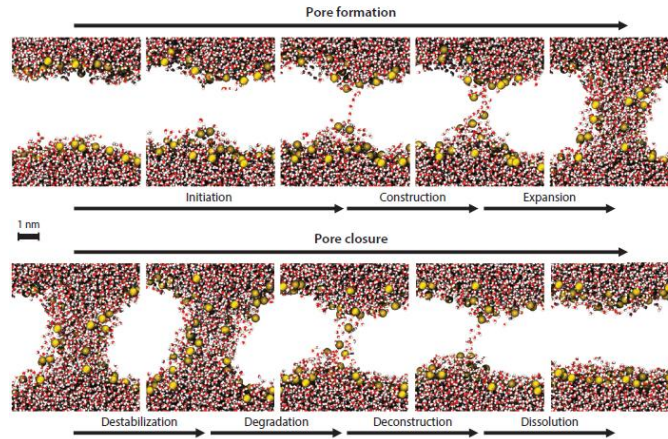 Pore formation
Initiation
Construction
Expansion
1 nm
Pore closure
Destabilization
Degradation
Deconstruction
Dissolution